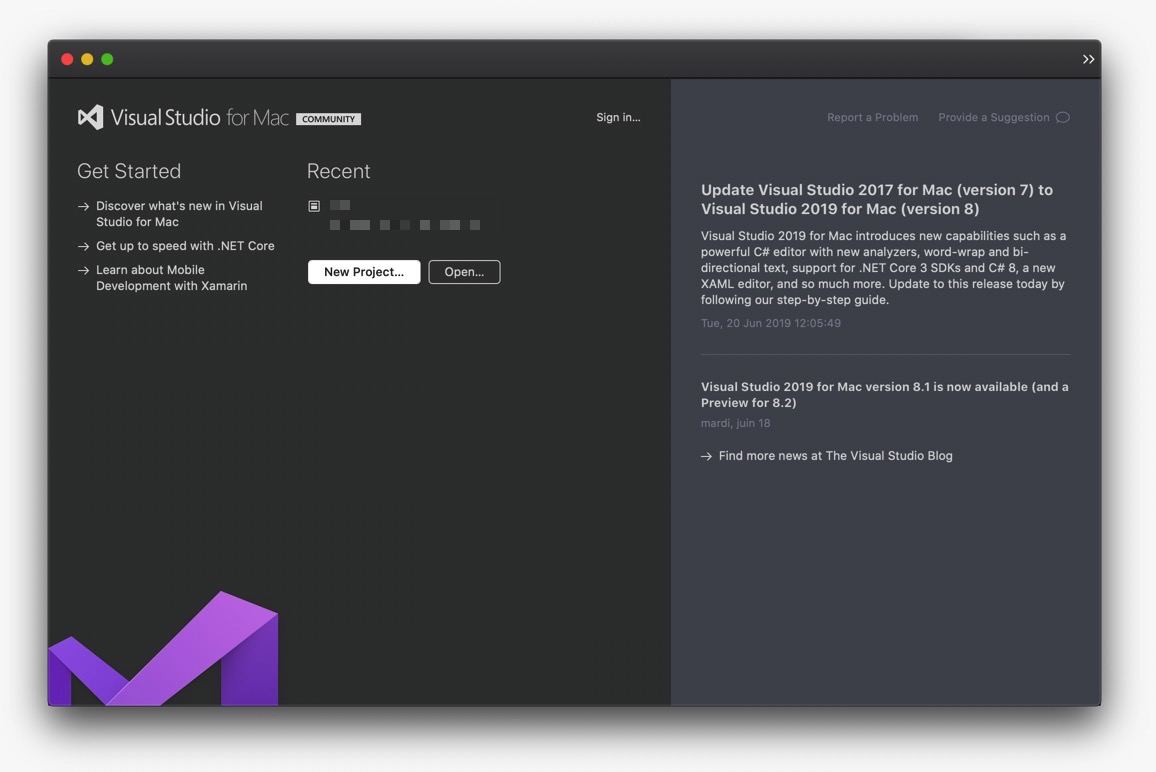 Visual Studio for Mac COMMUNITY
Sign in...
Get Started
Discover what's new in Visual
Studio for Mac
Get up to speed with .NET Core
Learn about Mobile
Development with Xamarin
Recent
New Project...
Open...
Report a Problem
Provide a Suggestion
Update Visual Studio 2017 for Mac (version 7) to
Visual Studio 2019 for Mac (version 8)
Visual Studio 2019 for Mac introduces new capabilities such as a
powerful C# editor with new analyzers, word-wrap and bi-
directional text, support for .NET Core 3 SDKs and C# 8, a new
XAML editor, and so much more. Update to this release today by
following our step-by-step guide.
Tue, 20 Jun 2019 12:05:49
Visual Studio 2019 for Mac version 8.1 is now available (and a
Preview for 8.2)
mardi, juin 18
Find more news at The Visual Studio Blog